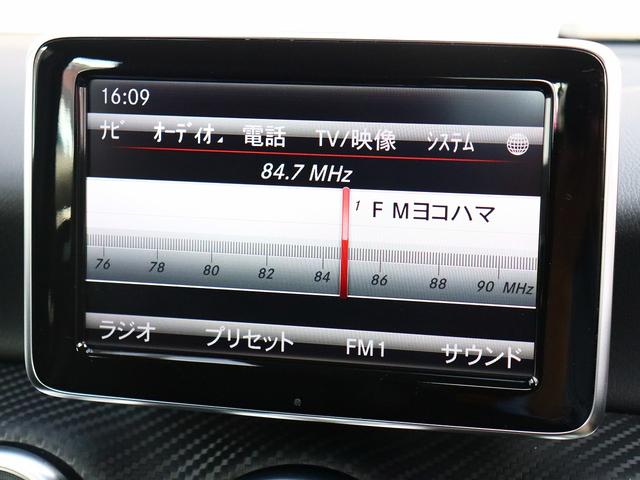 16:09
ナビ オーディオ 電話 TV/映像 システム
84.7 MHz
1 FMヨコハマ
76 78 80 82 84 86 88 90 MHz
ラジオ プリセット FM1 サウンド